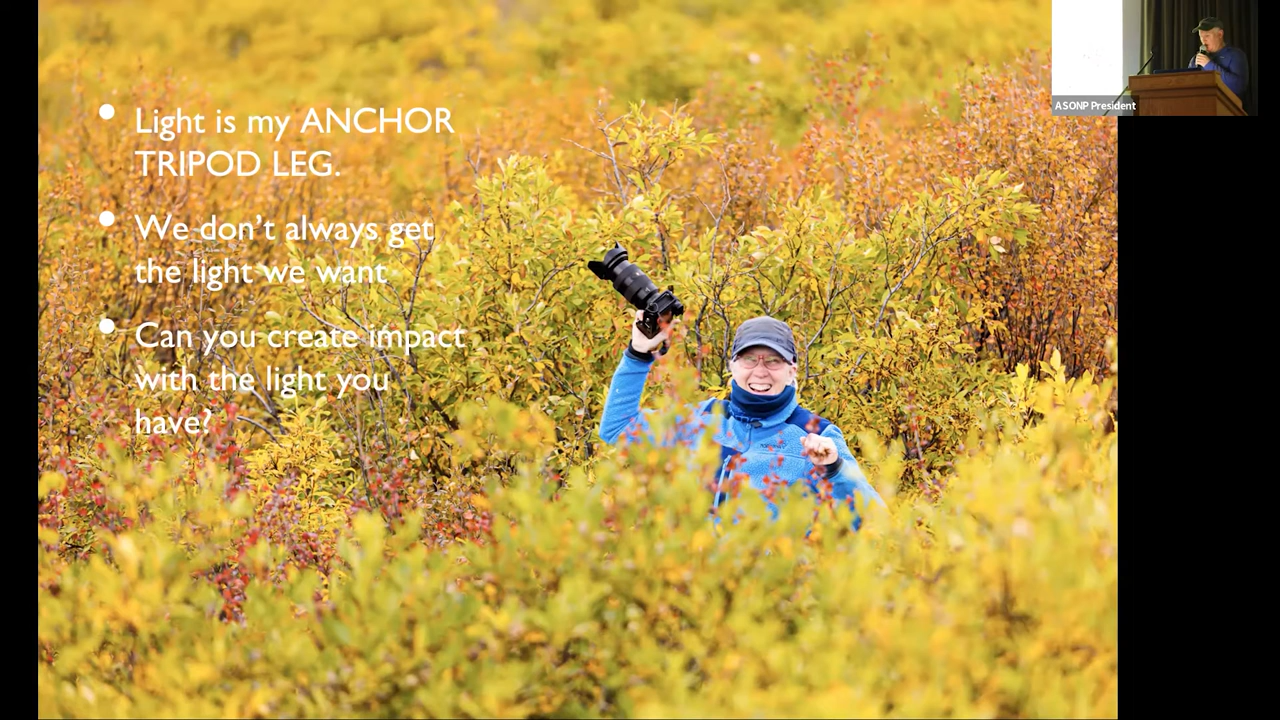 Light is my ANCHOR
TRIPOD LEG.
We don't always get
the light we want
Can you create impact
with the light you
have?
ASONP President